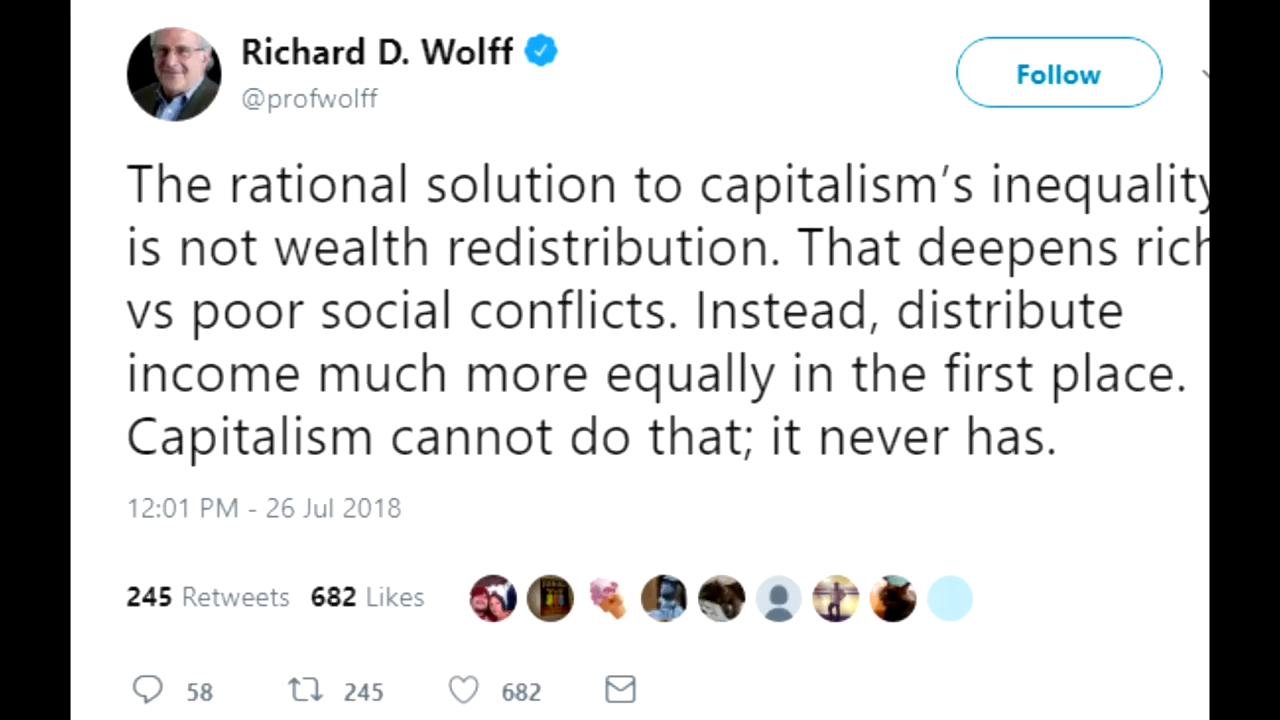 Richard D. Wolff
@profwolff
Follow
The rational solution to capitalism's inequality
is not wealth redistribution. That deepens rich
vs poor social conflicts. Instead, distribute
income much more equally in the first place.
Capitalism cannot do that; it never has.
12:01 PM - 26 Jul 2018
245 Retweets 682 Likes
58 245 682